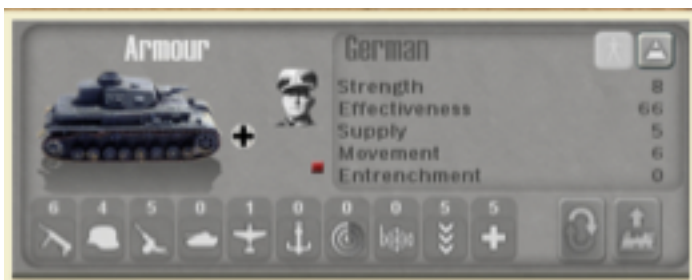 Armour
German
Strength 8
Effectiveness 66
Supply 5
Movement 6
Entrenchment 0
6 4 5 0 1 0 0 0 5 5